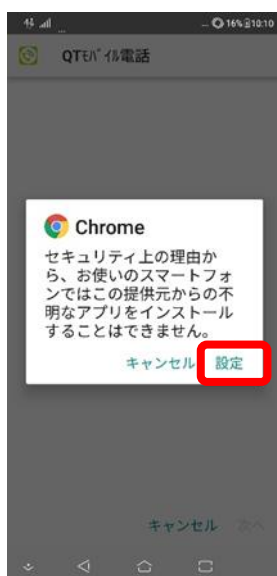 16% 10:10
QTﾓﾊﾞｲﾙ電話
Chrome
セキュリティ上の理由か
ら、お使いのスマートフォ
ンではこの提供元からの不
明なアプリをインストール
することはできません。
キャンセル 設定
キャンセル 次へ